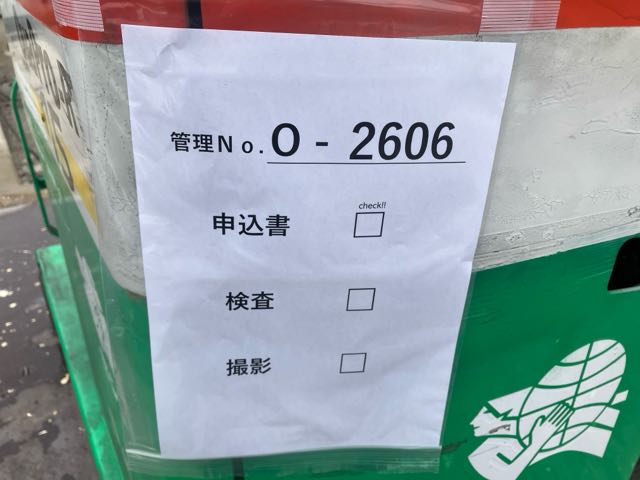 管理No. O - 2606
check!!
申込書 □
検査 □
撮影 □